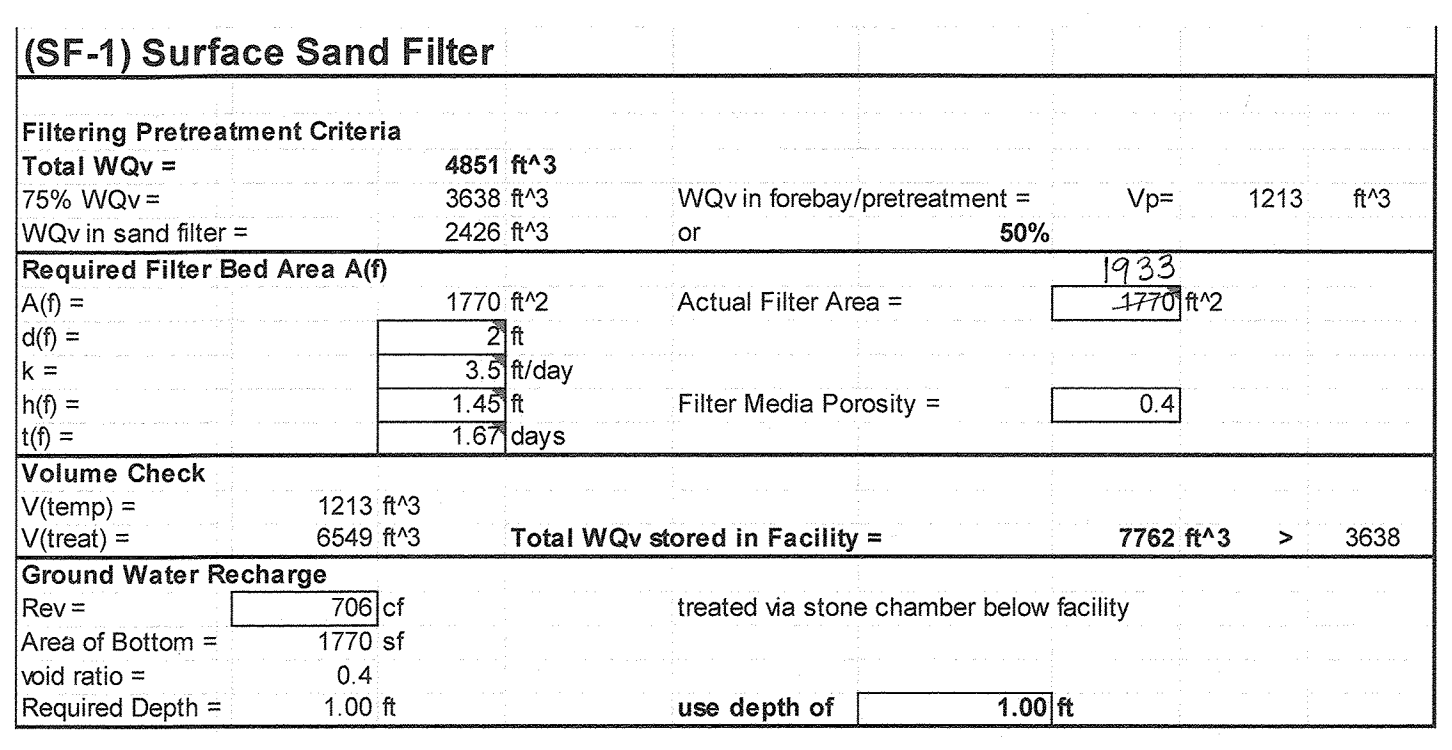 (SF-1) Surface Sand Filter
Filtering Pretreatment Criteria
Total WQv = 4851 ft^3
75% WQv = 3638 ft^3 WQv in forebay/pretreatment = Vp= 1213 ft^3
WQv in sand filter = 2426 ft^3 or 50%
Required Filter Bed Area A(f) 1933
A(f) = 1770 ft^2 Actual Filter Area = 1770 ft^2
d(f) = 2 ft
k = 3.5 ft/day
h(f) = 1.45 ft Filter Media Porosity = 0.4
t(f) = 1.67 days
Volume Check
V(temp) = 1213 ft^3
V(treat) = 6549 ft^3 Total WQv stored in Facility = 7762 ft^3 > 3638
Ground Water Recharge
Rev = 706 cf treated via stone chamber below facility
Area of Bottom = 1770 sf
void ratio = 0.4
Required Depth = 1.00 ft use depth of 1.00 ft